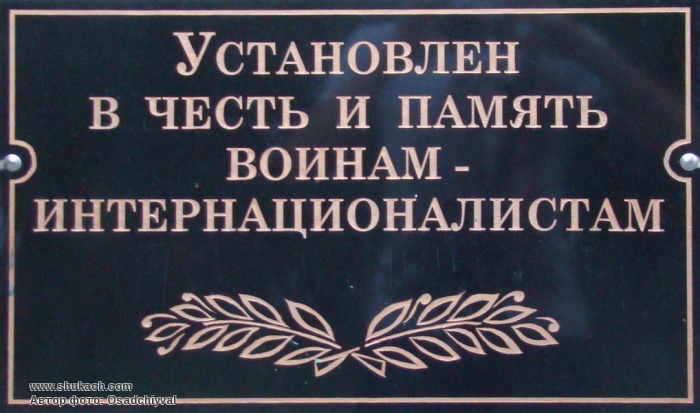 УСТАНОВЛЕН
В ЧЕСТЬ И ПАМЯТЬ
ВОИНАМ -
ИНТЕРНАЦИОНАЛИСТАМ
www.shukach.com
Автор фото: Osadchiyval